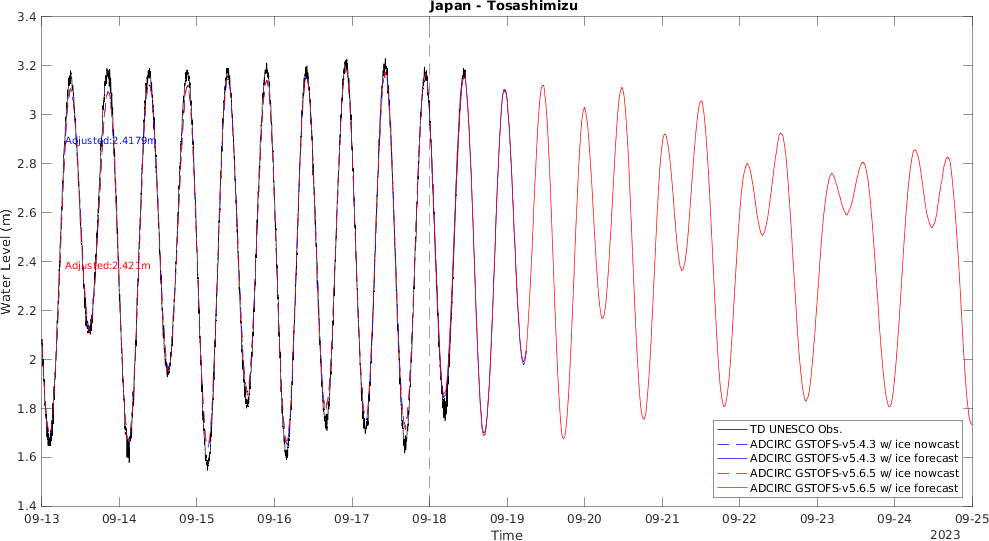 Japan - Tosashimizu
3.4
3.2
3
2.8
2.6
2.4
2.2
2
1.8
1.6
1.4
Water Level (m)
Adjusted:2.4179m
Adjusted:2.421m
TD UNESCO Obs.
ADCIRC GSTOFS-v5.4.3 w/ ice nowcast
ADCIRC GSTOFS-v5.4.3 w/ ice forecast
ADCIRC GSTOFS-v5.6.5 w/ ice nowcast
ADCIRC GSTOFS-v5.6.5 w/ ice forecast
09-13 09-14 09-15 09-16 09-17 09-18 09-19 09-20 09-21 09-22 09-23 09-24 09-25
Time
2023